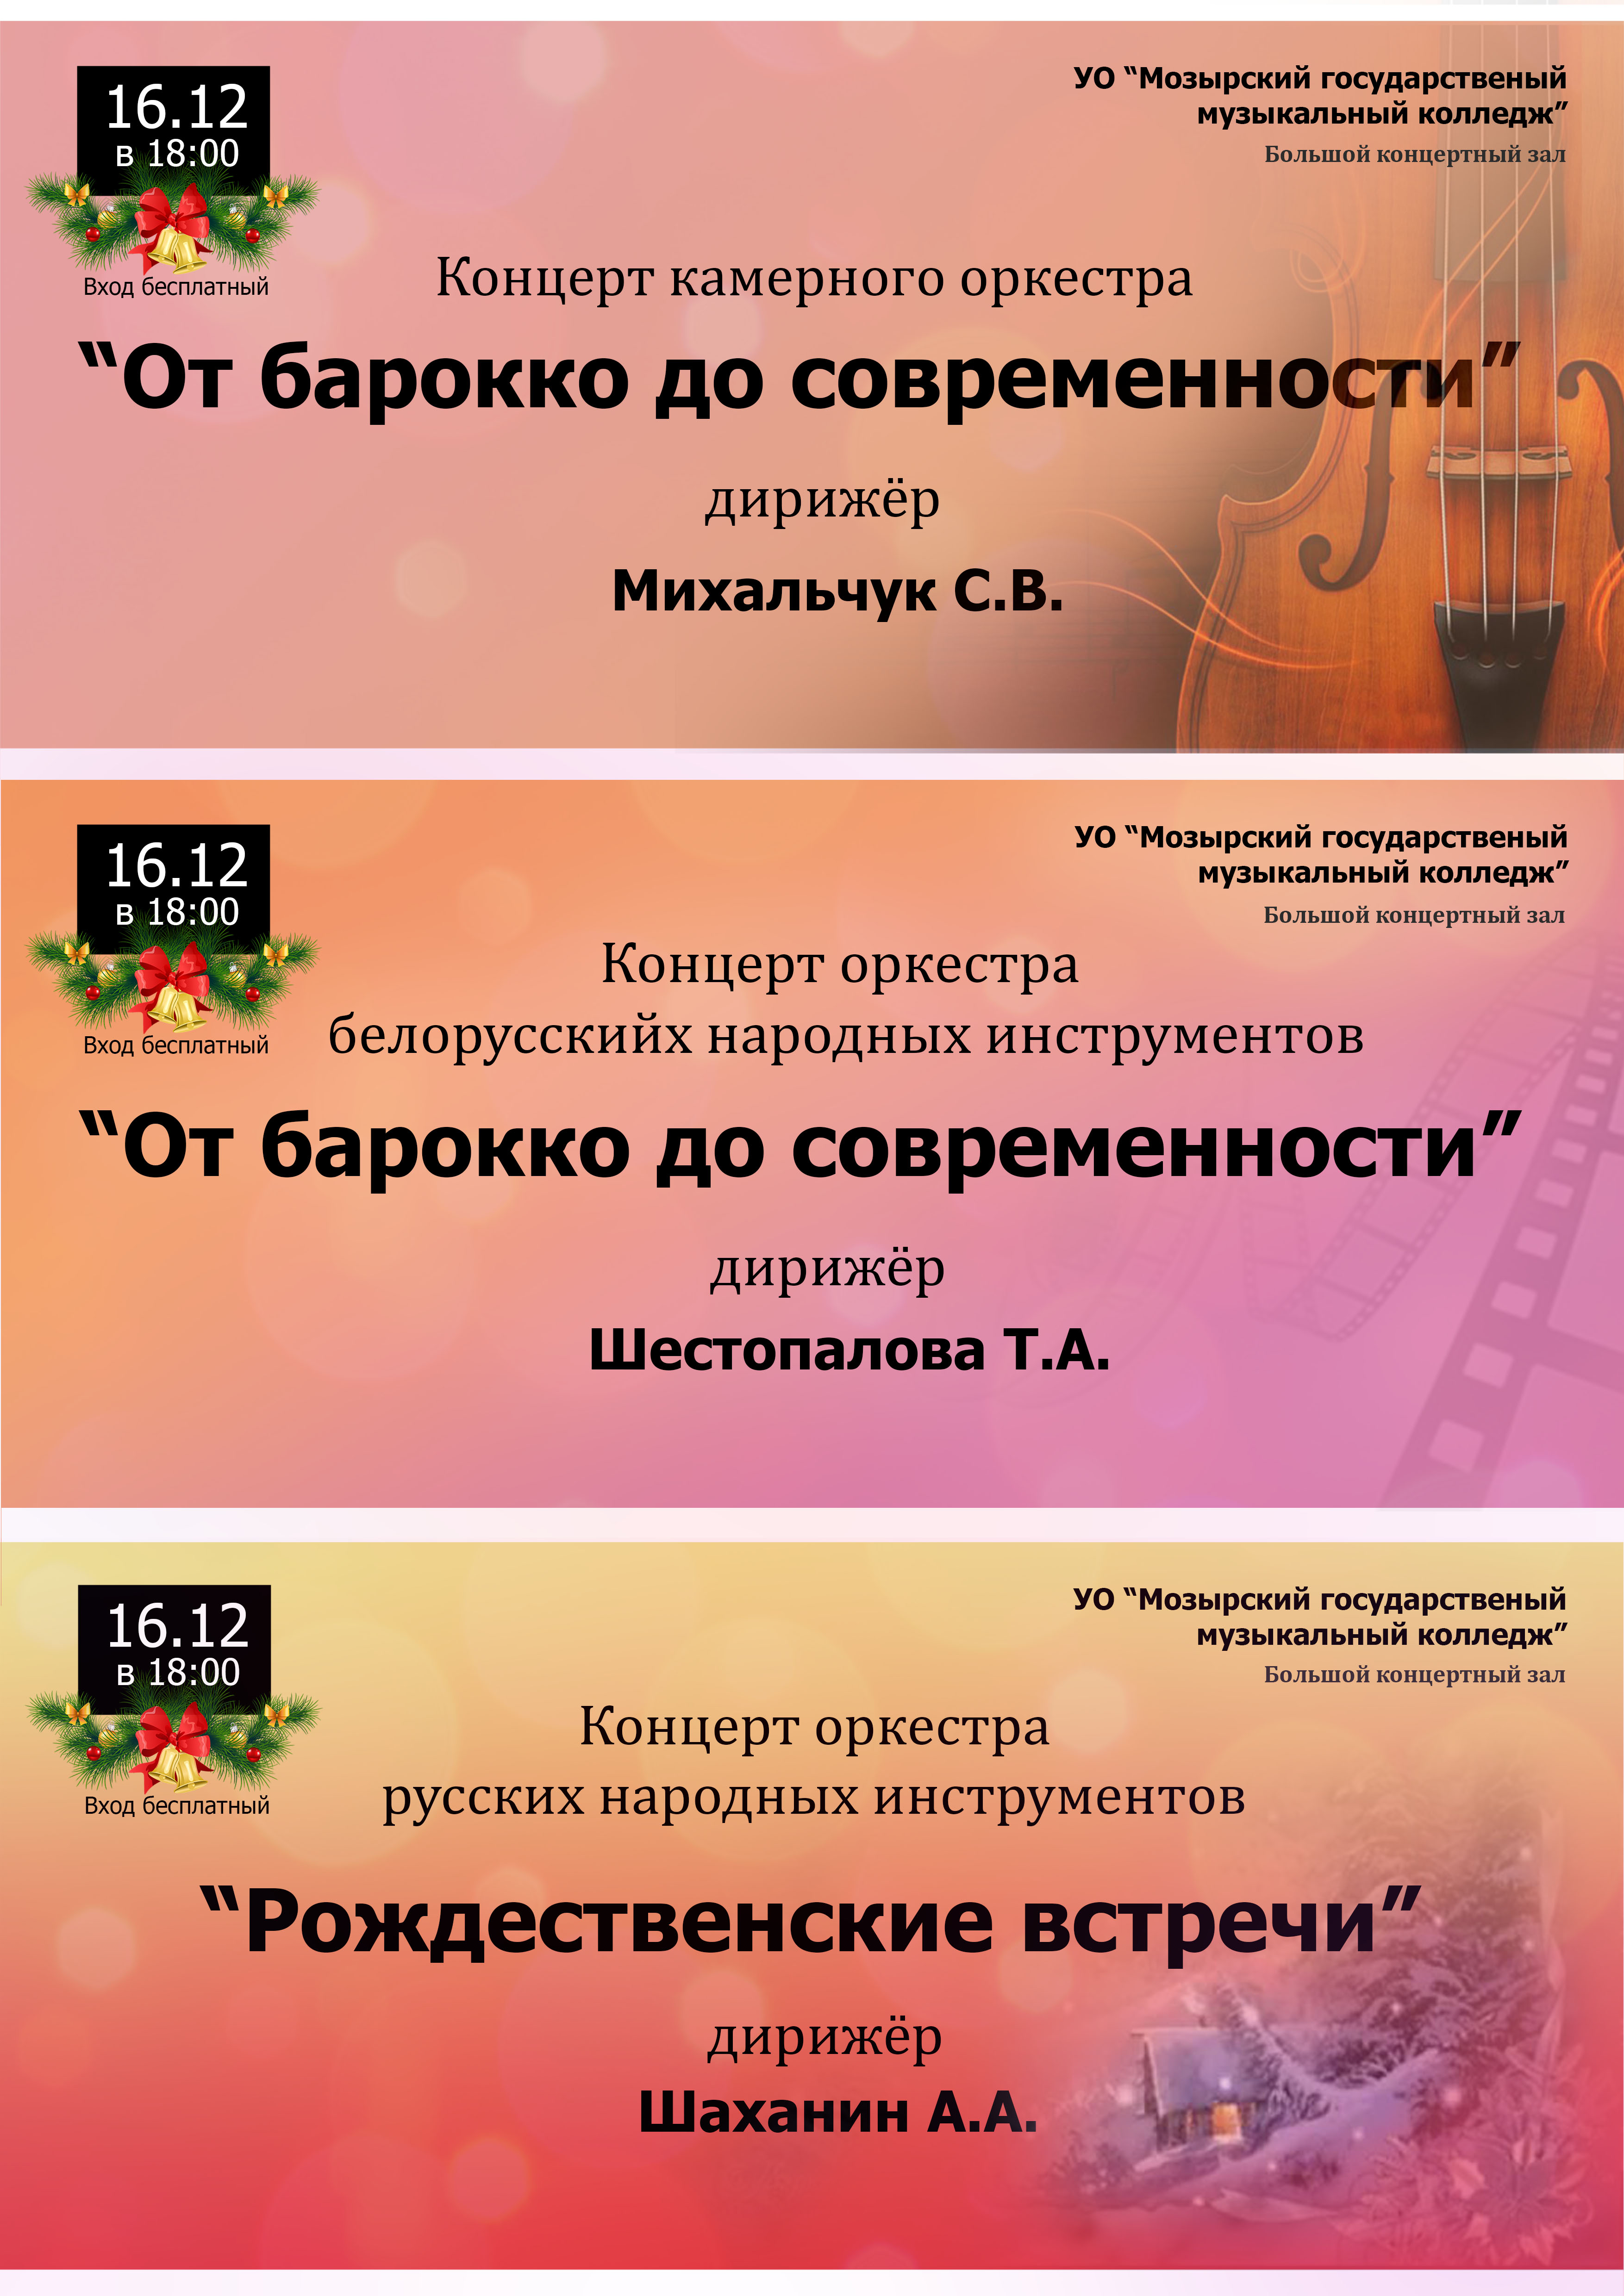 16.12
в 18:00
Вход бесплатный
УО “Мозырский государственый
музыкальный колледж”
Большой концертный зал
Концерт камерного оркестра
“От барокко до современности”
дирижёр
Михальчук С.В.
16.12
в 18:00
Вход бесплатный
УО “Мозырский государственый
музыкальный колледж”
Большой концертный зал
Концерт оркестра
белорусскийх народных инструментов
“От барокко до современности”
дирижёр
Шестопалова Т.А.
16.12
в 18:00
Вход бесплатный
УО “Мозырский государственый
музыкальный колледж”
Большой концертный зал
Концерт оркестра
русских народных инструментов
“Рождественские встречи”
дирижёр
Шаханин А.А.